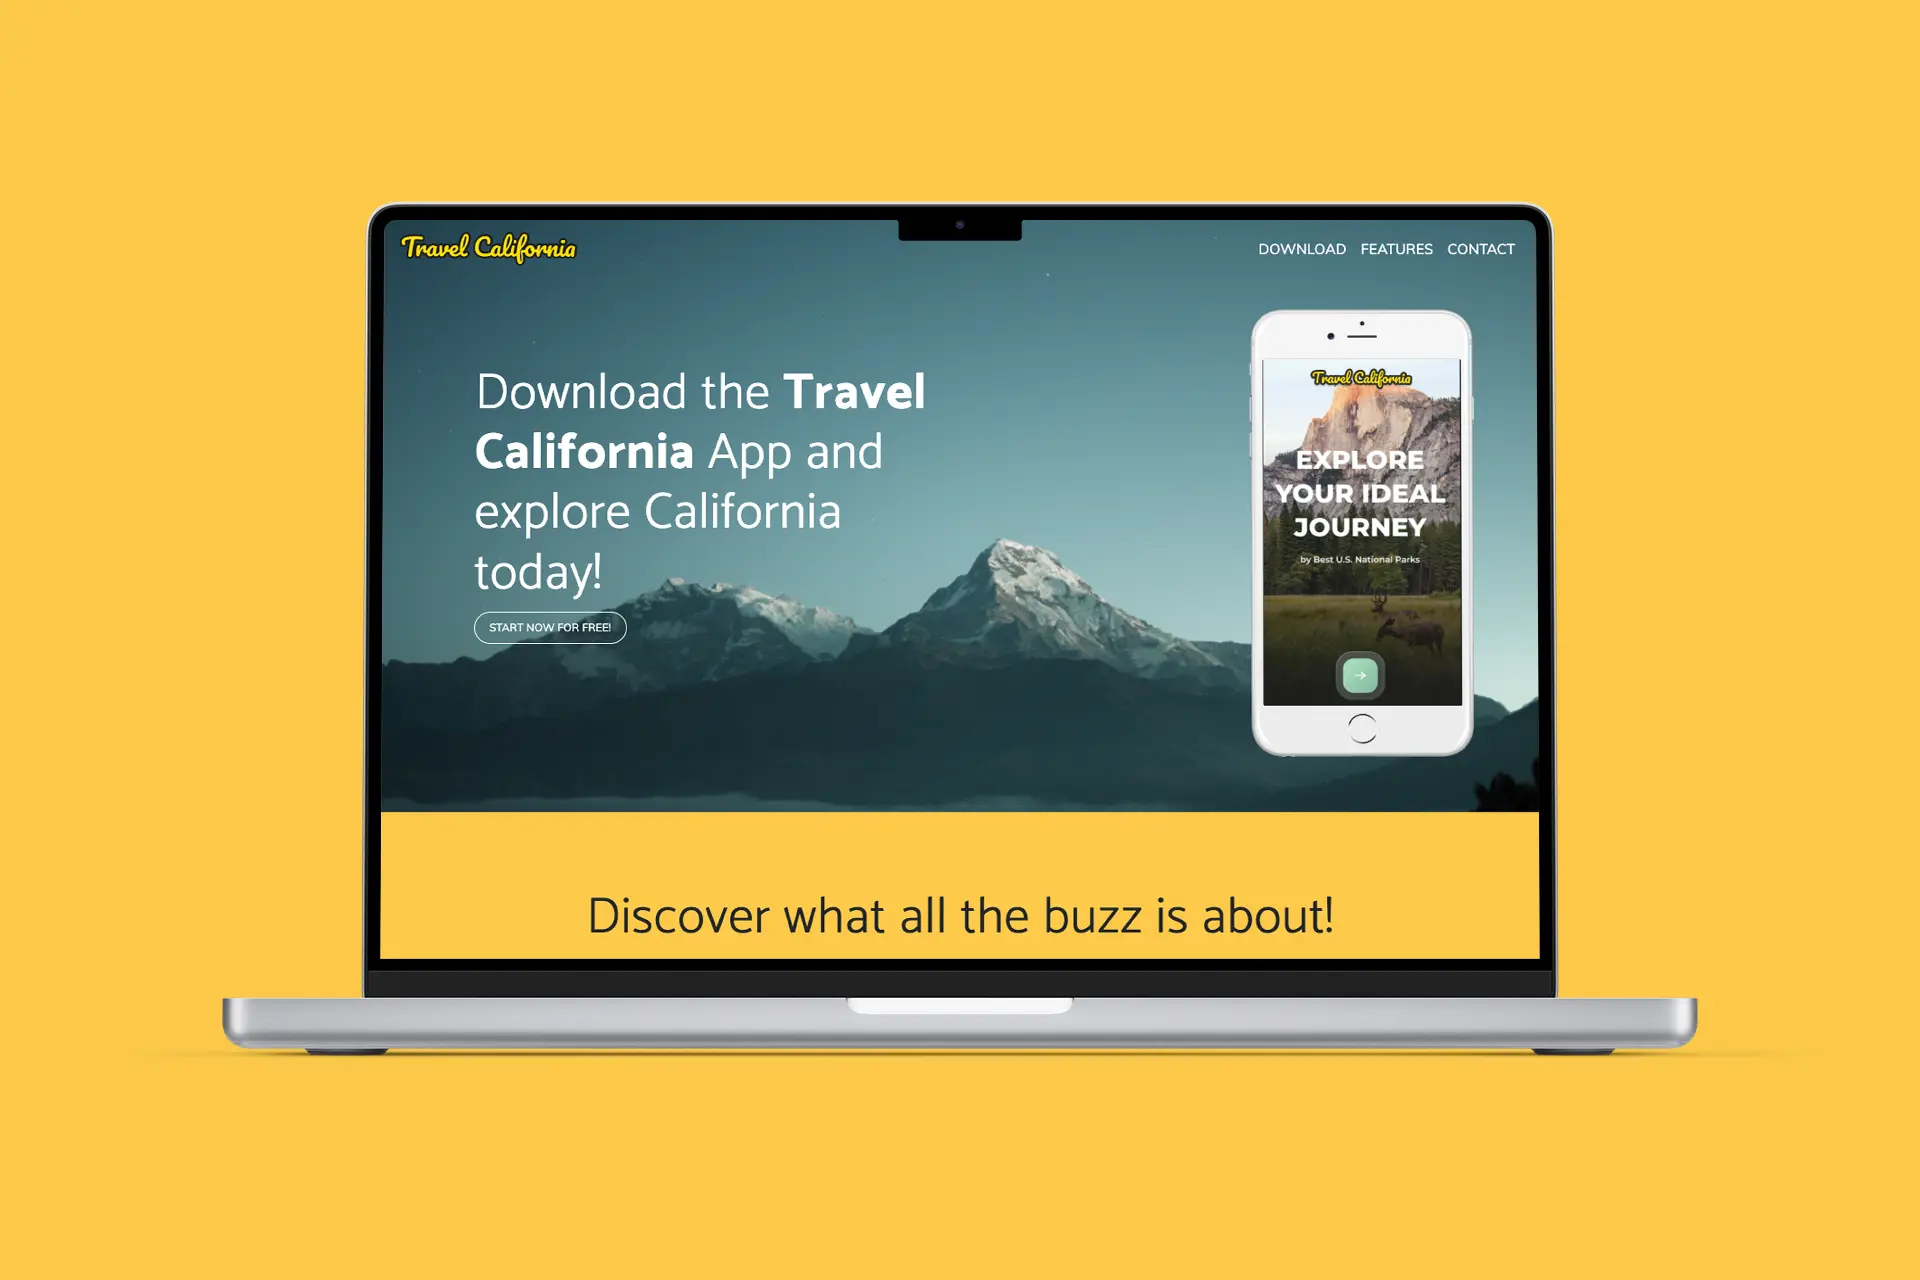 Travel California
DOWNLOAD FEATURES CONTACT
Download the Travel
California App and
explore California
today!
START NOW FOR FREE!
Travel California
EXPLORE
YOUR IDEAL
JOURNEY
by Best U.S. National Parks
Discover what all the buzz is about!